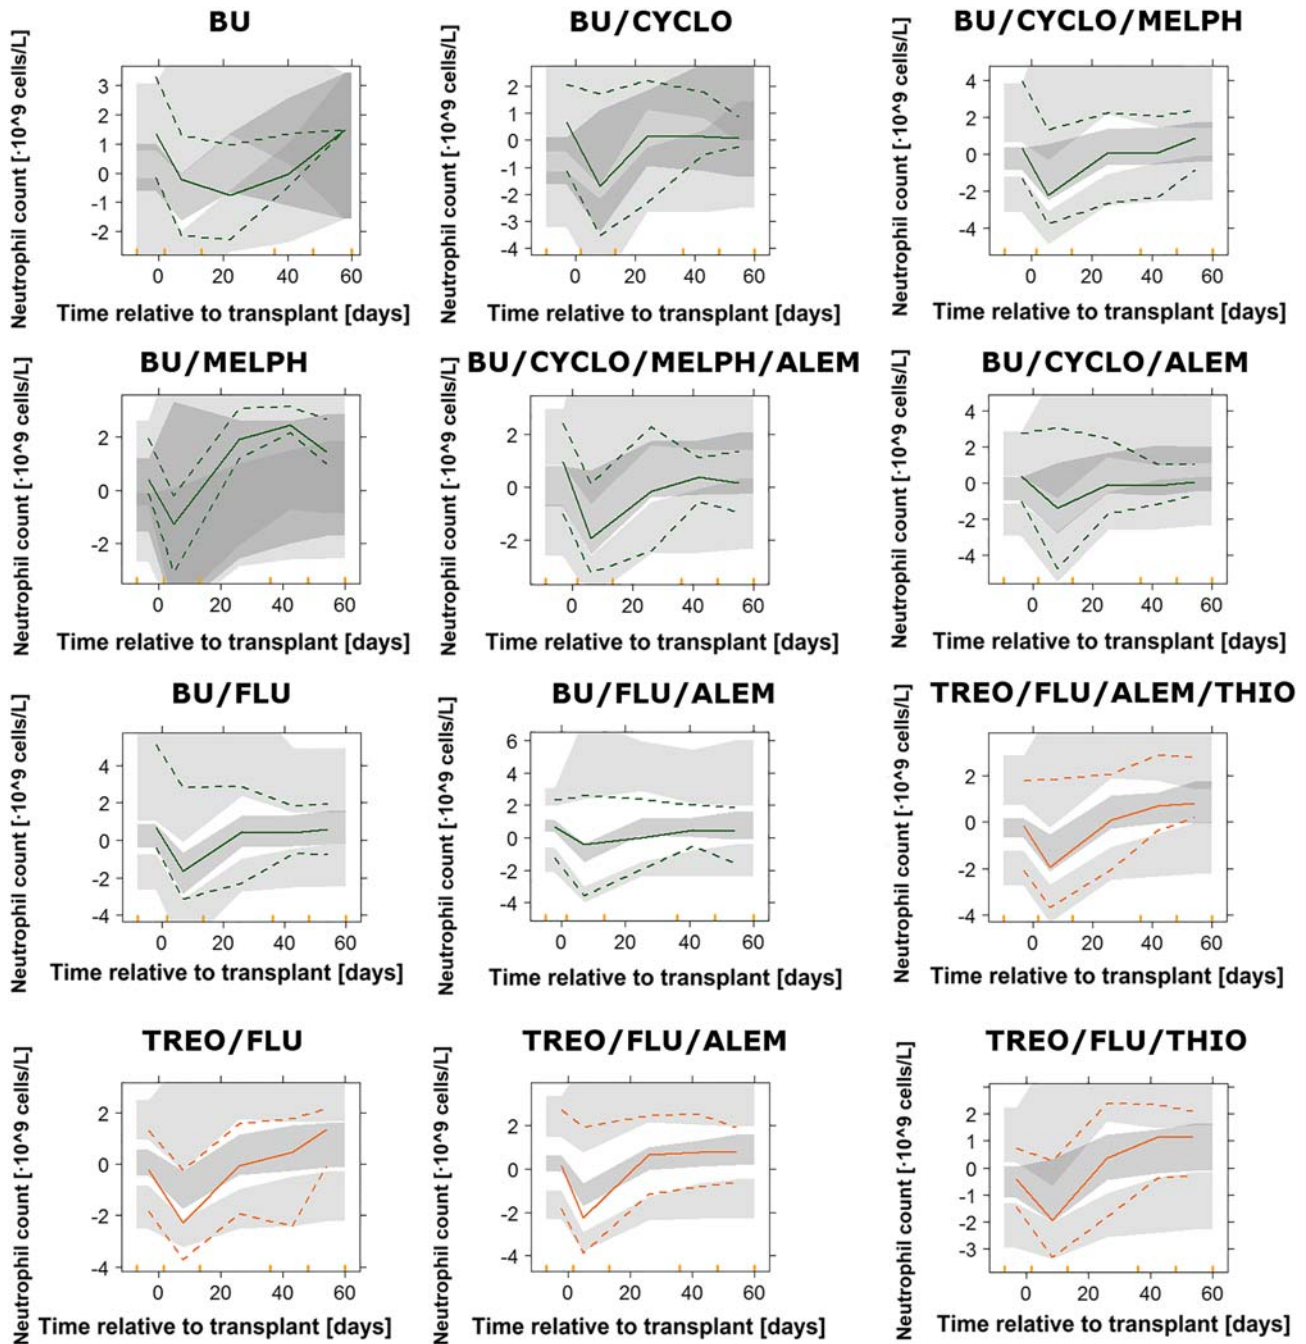 BU
BU/CYCLO
BU/CYCLO/MELPH
Neutrophil count [·10^9 cells/L]
3
2
1
0
-1
-2
0
20
40
60
Time relative to transplant [days]
Neutrophil count [·10^9 cells/L]
2
1
0
-1
-2
-3
-4
0
20
40
60
Time relative to transplant [days]
Neutrophil count [·10^9 cells/L]
4
2
0
-2
-4
0
20
40
60
Time relative to transplant [days]
BU/MELPH
BU/CYCLO/MELPH/ALEM
BU/CYCLO/ALEM
Neutrophil count [·10^9 cells/L]
2
0
-2
0
20
40
60
Time relative to transplant [days]
Neutrophil count [·10^9 cells/L]
2
0
-2
0
20
40
60
Time relative to transplant [days]
Neutrophil count [·10^9 cells/L]
4
2
0
-2
-4
0
20
40
60
Time relative to transplant [days]
BU/FLU
BU/FLU/ALEM
TREO/FLU/ALEM/THIO
Neutrophil count [·10^9 cells/L]
4
2
0
-2
-4
0
20
40
60
Time relative to transplant [days]
Neutrophil count [·10^9 cells/L]
6
4
2
0
-2
-4
0
20
40
60
Time relative to transplant [days]
Neutrophil count [·10^9 cells/L]
2
0
-2
-4
0
20
40
60
Time relative to transplant [days]
TREO/FLU
TREO/FLU/ALEM
TREO/FLU/THIO
Neutrophil count [·10^9 cells/L]
2
0
-2
-4
0
20
40
60
Time relative to transplant [days]
Neutrophil count [·10^9 cells/L]
2
0
-2
-4
0
20
40
60
Time relative to transplant [days]
Neutrophil count [·10^9 cells/L]
2
1
0
-1
-2
-3
0
20
40
60
Time relative to transplant [days]